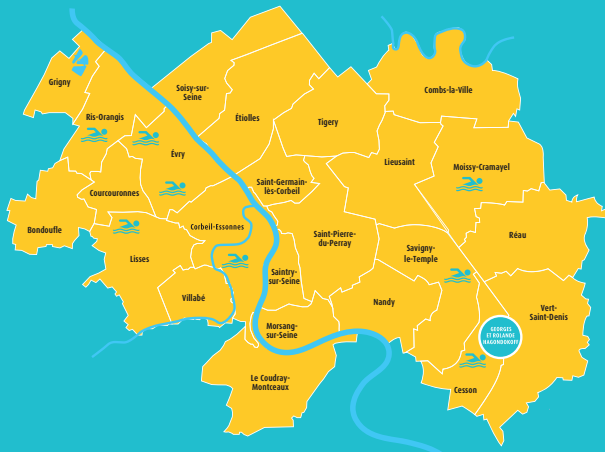 Grigny
Ris-Orangis
Soisy-sur-
Seine
Étiolles
Tigery
Combs-la-Ville
Évry
Lieusaint
Moissy-Cramayel
Courcouronnes
Saint-Germain-
lès-Corbeil
Bondoufle
Corbeil-Essonnes
Saint-Pierre-
du-Perray
Réau
Lisses
Savigny-
le-Temple
Saintry-
sur-Seine
Villabé
Nandy
Vert-
Saint-Denis
Morsang-
sur-Seine
GEORGES
ET ROLANDE
HAGONDOKOFF
Le Coudray-
Montceaux
Cesson